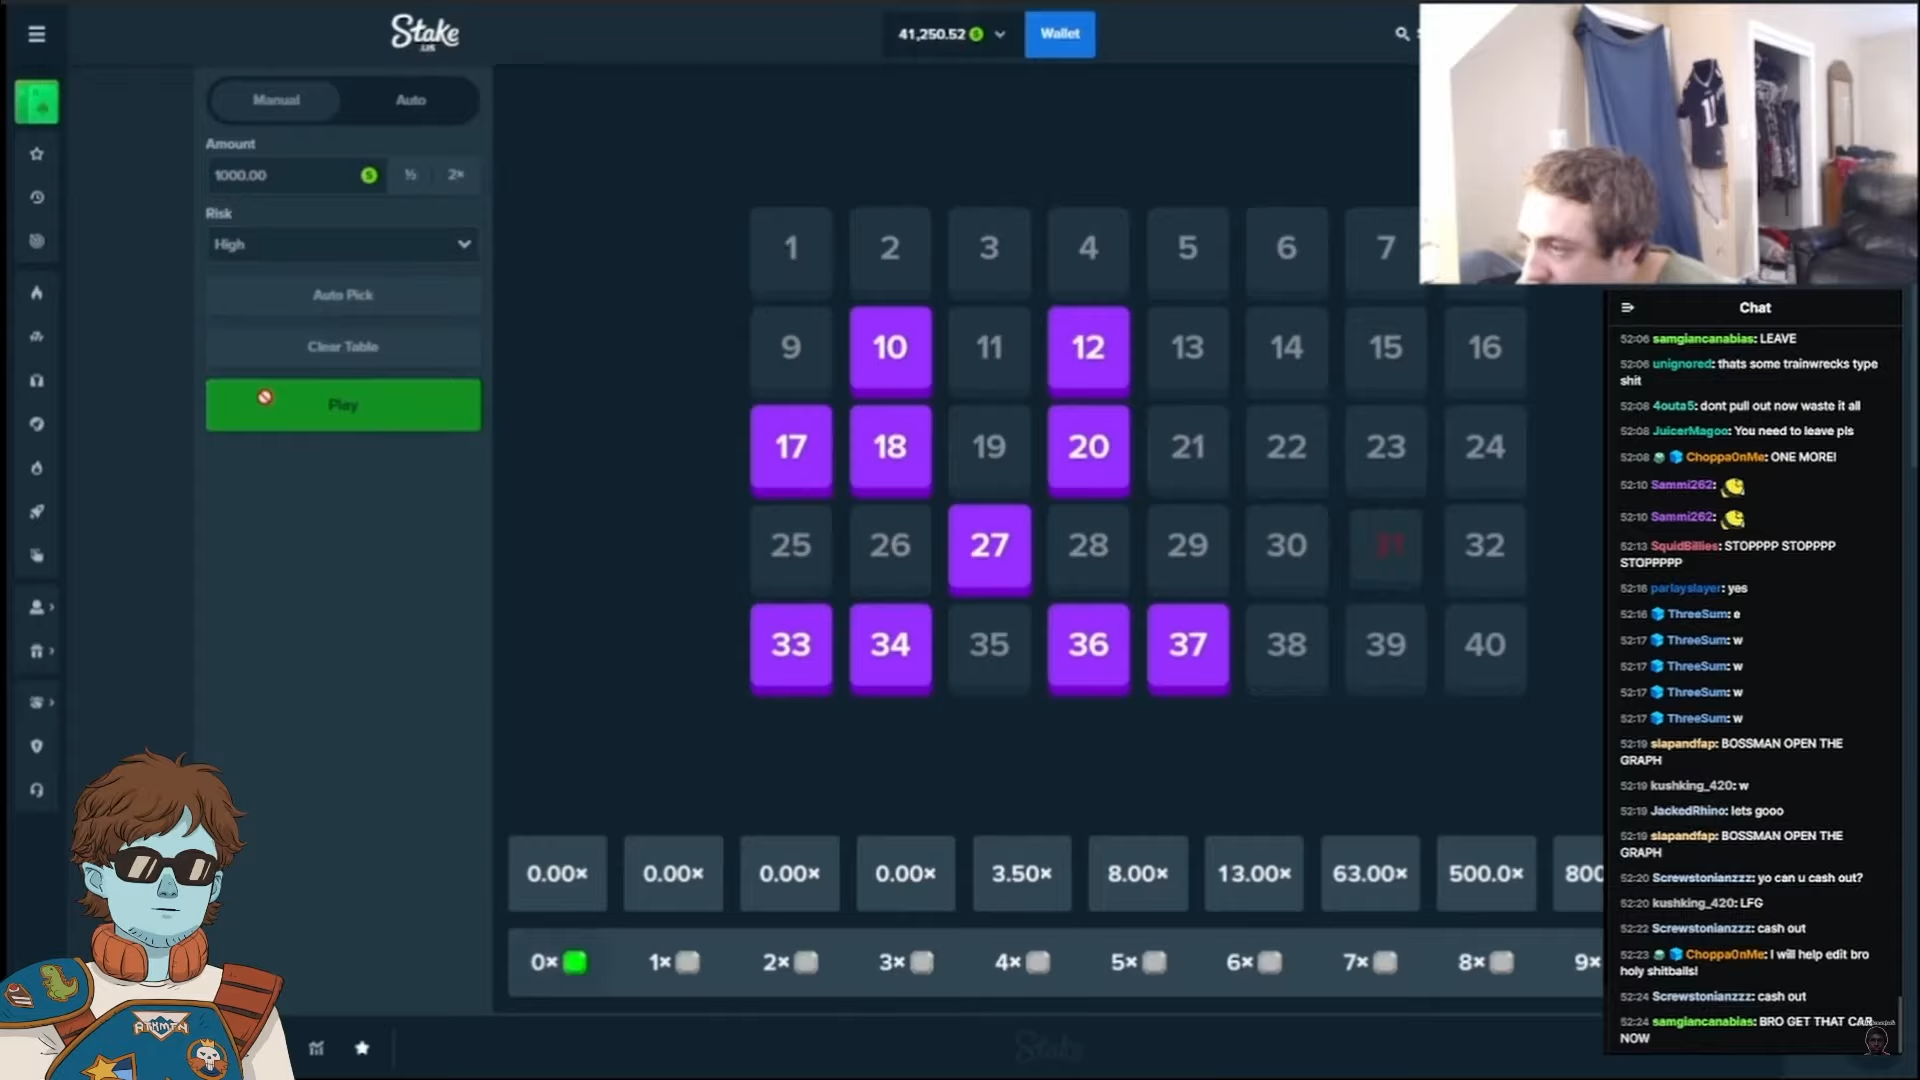 Stake
.US
41,250.52
Wallet
Manual
Auto
Amount
1000.00
½
2×
Risk
High
Auto Pick
Clear Table
Play
1 2 3 4 5 6 7
9 10 11 12 13 14 15 16
17 18 19 20 21 22 23 24
25 26 27 28 29 30 31 32
33 34 35 36 37 38 39 40
0.00× 0.00× 0.00× 0.00× 3.50× 8.00× 13.00× 63.00× 500.0× 800
0× 1× 2× 3× 4× 5× 6× 7× 8× 9×
Stake
Chat
52:06 samgiancanabias: LEAVE
52:06 unignored: thats some trainwrecks type
shit
52:08 4outa5: dont pull out now waste it all
52:08 JuicerMagoo: You need to leave pls
52:08 Choppa0nMe: ONE MORE!
52:10 Sammi262:
52:10 Sammi262:
52:13 SquidBillies: STOPPPP STOPPPP
STOPPPPP
52:16 parlayslayer: yes
52:16 ThreeSum: e
52:17 ThreeSum: w
52:17 ThreeSum: w
52:17 ThreeSum: w
52:17 ThreeSum: w
52:19 slapandfap: BOSSMAN OPEN THE
GRAPH
52:19 kushking_420: w
52:19 JackedRhino: lets gooo
52:19 slapandfap: BOSSMAN OPEN THE
GRAPH
52:20 Screwstonianzzz: yo can u cash out?
52:20 kushking_420: LFG
52:22 Screwstonianzzz: cash out
52:23 Choppa0nMe: I will help edit bro
holy shitballs!
52:24 Screwstonianzzz: cash out
52:24 samgiancanabias: BRO GET THAT CAR
NOW